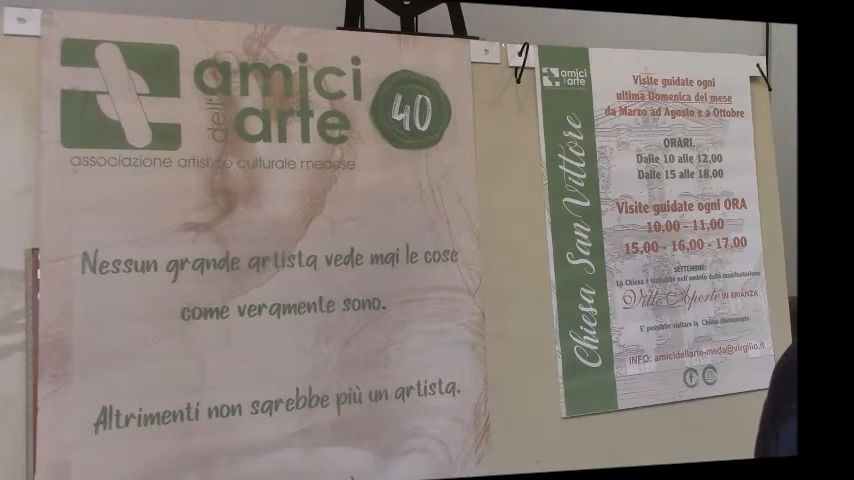 amici
dell'
arte
40
associazione artistico culturale medese
Nessun grande artista vede mai le cose
come veramente sono.
Altrimenti non sarebbe più un artista.
amici
arte
Chiesa San Vittore
Visite guidate ogni
ultima Domenica del mese
da Marzo ad Agosto e a Ottobre
ORARI.
Dalle 10 alle 12,00
Dalle 15 alle 18.00
Visite guidate ogni ORA
10,00 - 11,00
15,00 - 16,00 - 17,00
SETTEMBRE:
La Chiesa è visitabile nell'ambito della manifestazione
Ville Aperte IN BRIANZA
E' possibile visitare la Chiesa liberamente.
INFO: amicidellarte-meda@virgilio.it